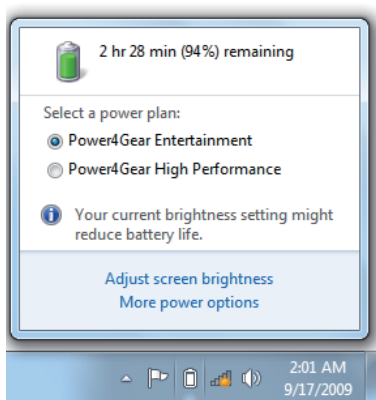 2 hr 28 min (94%) remaining
Select a power plan:
Power4Gear Entertainment
Power4Gear High Performance
Your current brightness setting might
reduce battery life.
Adjust screen brightness
More power options
2:01 AM
9/17/2009